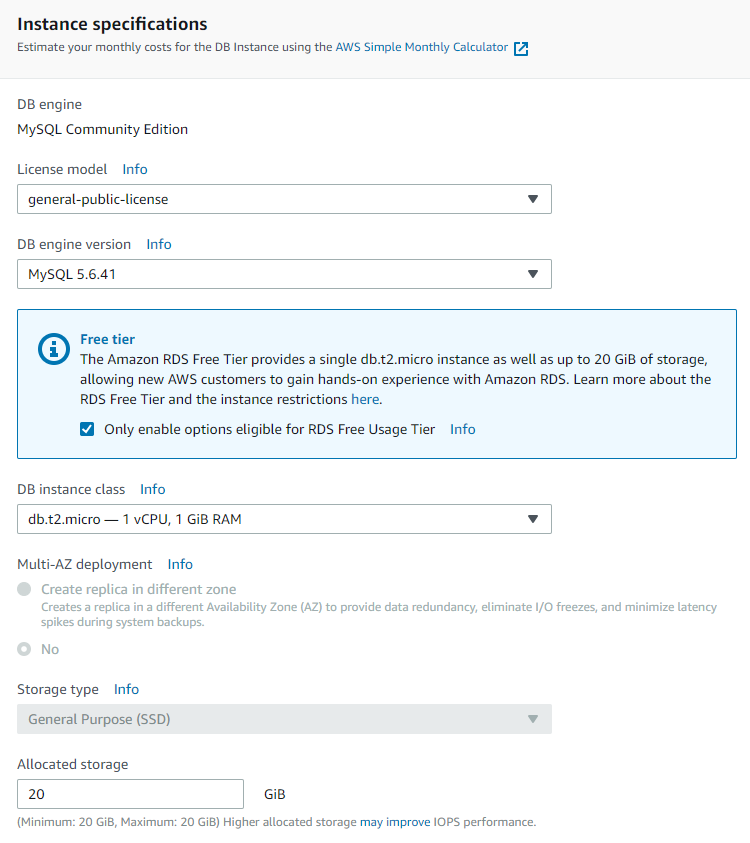 Instance specifications
Estimate your monthly costs for the DB Instance using the AWS Simple Monthly Calculator
DB engine
MySQL Community Edition
License model Info
general-public-license
DB engine version Info
MySQL 5.6.41
Free tier
The Amazon RDS Free Tier provides a single db.t2.micro instance as well as up to 20 GiB of storage,
allowing new AWS customers to gain hands-on experience with Amazon RDS. Learn more about the
RDS Free Tier and the instance restrictions here.
Only enable options eligible for RDS Free Usage Tier Info
DB instance class Info
db.t2.micro — 1 vCPU, 1 GiB RAM
Multi-AZ deployment Info
Create replica in different zone
Creates a replica in a different Availability Zone (AZ) to provide data redundancy, eliminate I/O freezes, and minimize latency
spikes during system backups.
No
Storage type Info
General Purpose (SSD)
Allocated storage
20 GiB
(Minimum: 20 GiB, Maximum: 20 GiB) Higher allocated storage may improve IOPS performance.